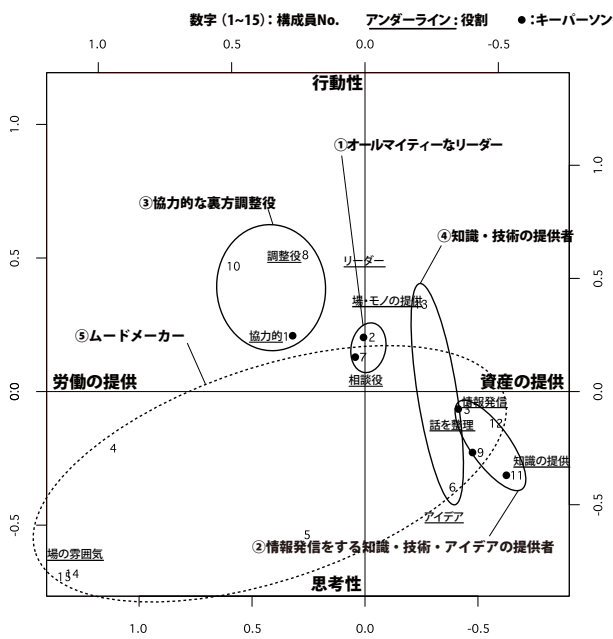 数字（1~15）：構成員No.　アンダーライン：役割　●：キーパーソン
1.0 0.5 0.0 -0.5
行動性
1.0 1.0
①オールマイティーなリーダー
③協力的な裏方調整役
④知識・技術の提供者
調整役8
10
リーダー
0.5 0.5
場・モノの提供
13
協力的1
2
⑤ムードメーカー
7
相談役
労働の提供
資産の提供
0.0 0.0
情報発信
3
話を整理
12
4
9
知識の提供
11
6
アイデア
-0.5 -0.5
5
場の雰囲気
②情報発信をする知識・技術・アイデアの提供者
15 14
思考性
1.0 0.5 0.0 -0.5